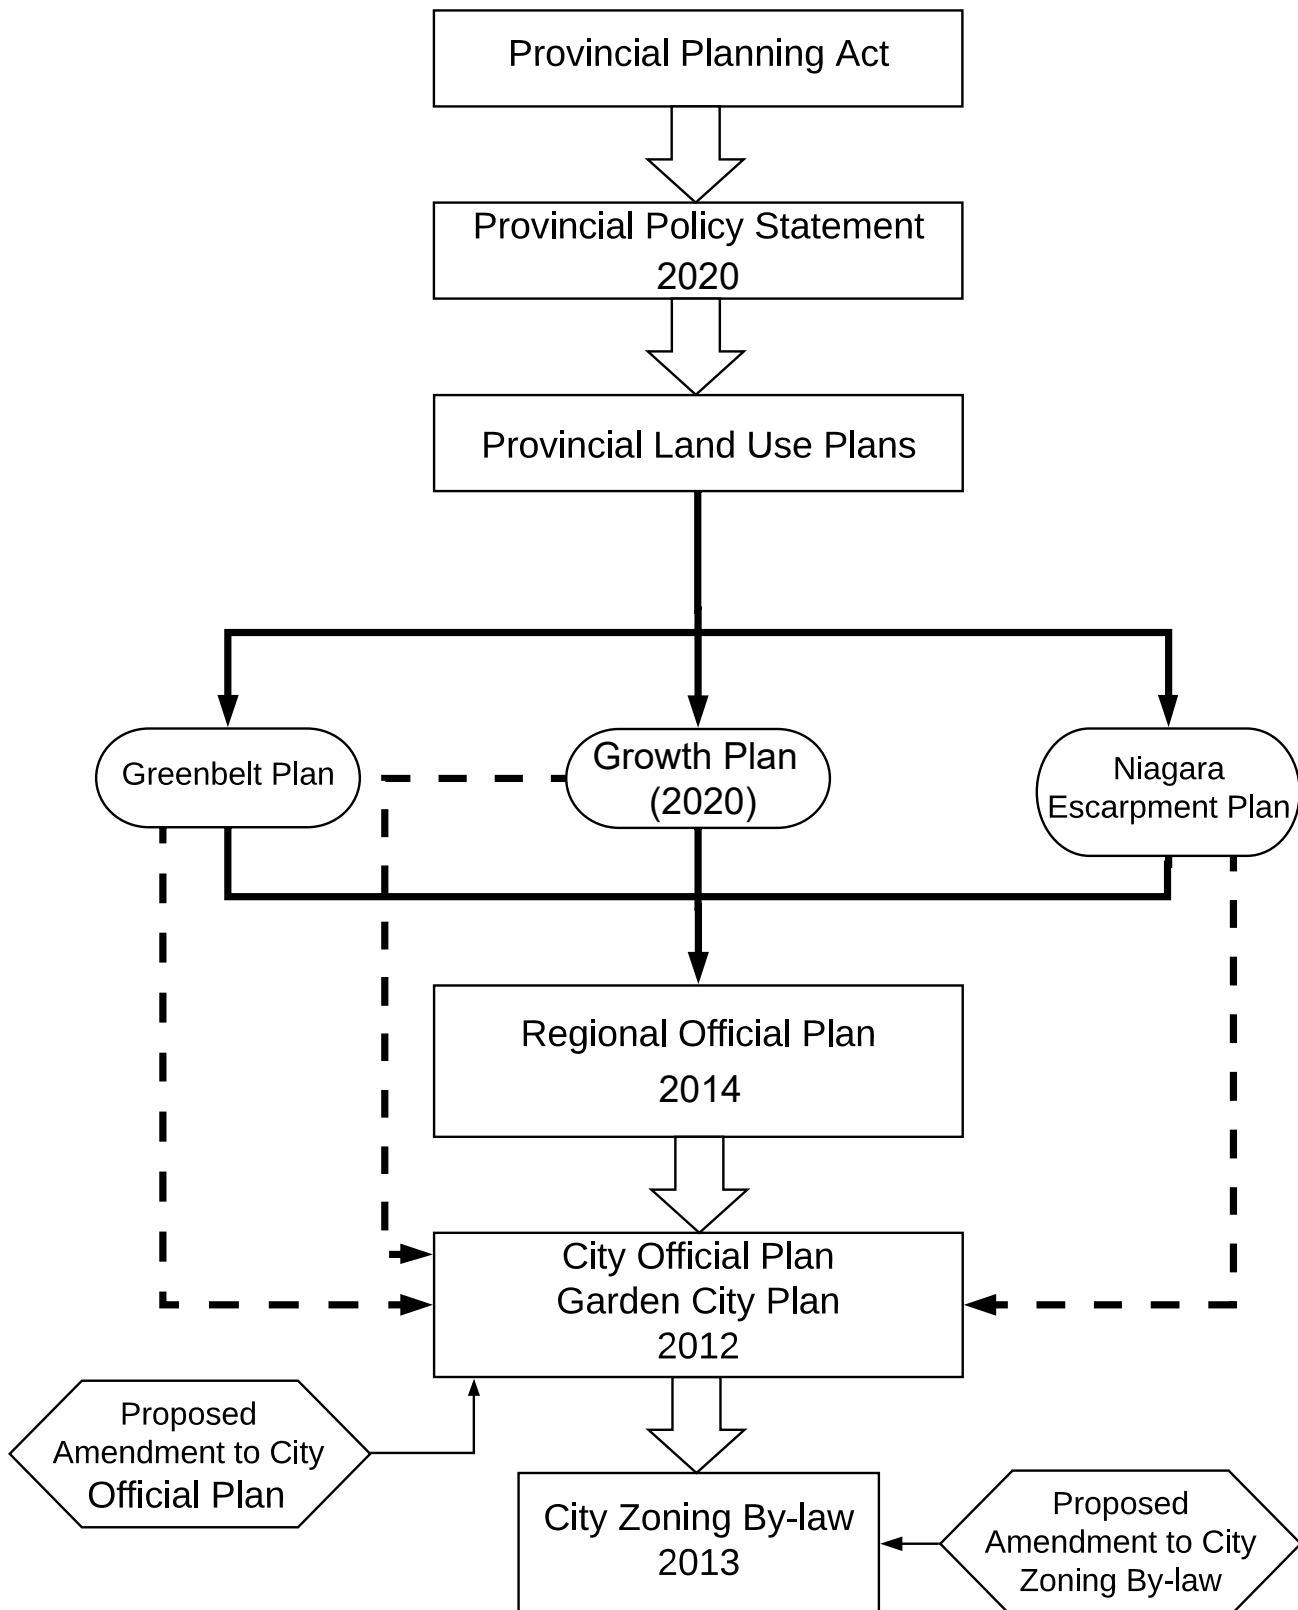 Provincial Planning Act
Provincial Policy Statement
2020
Provincial Land Use Plans
Greenbelt Plan
Growth Plan
(2020)
Niagara
Escarpment Plan
Regional Official Plan
2014
City Official Plan
Garden City Plan
2012
Proposed
Amendment to City
Official Plan
City Zoning By-law
2013
Proposed
Amendment to City
Zoning By-law